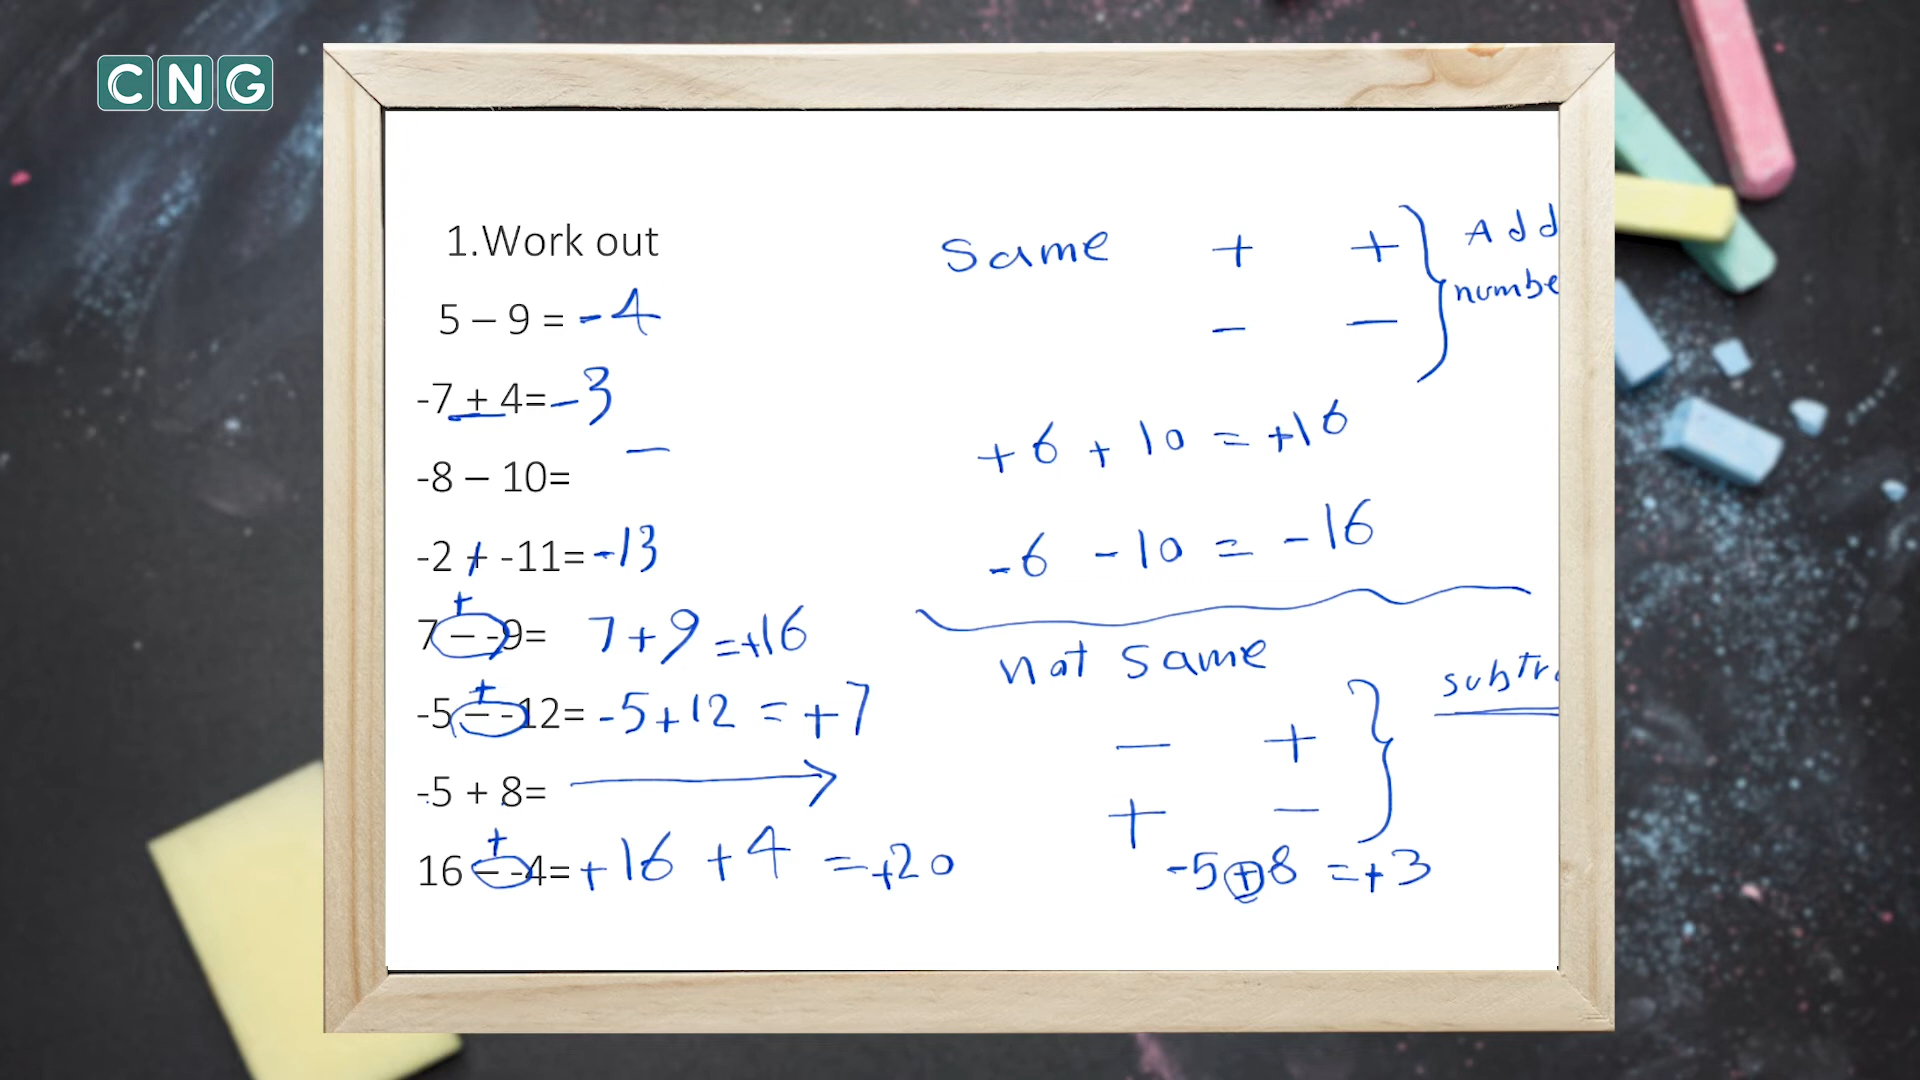 CNG
1.Work out
5 – 9 = -4
-7 + 4= -3
-8 – 10= –
-2 + -11= -13
+
7 – -9= 7+9 =+16
+
-5 – -12= -5+12 = +7
-5 + 8=
+
16 – -4= +16 +4 =+20
Same + + Add
- -
+6 + 10 = +16
-6 -10 = -16
not same
- +
+ -
-5+8 =+3